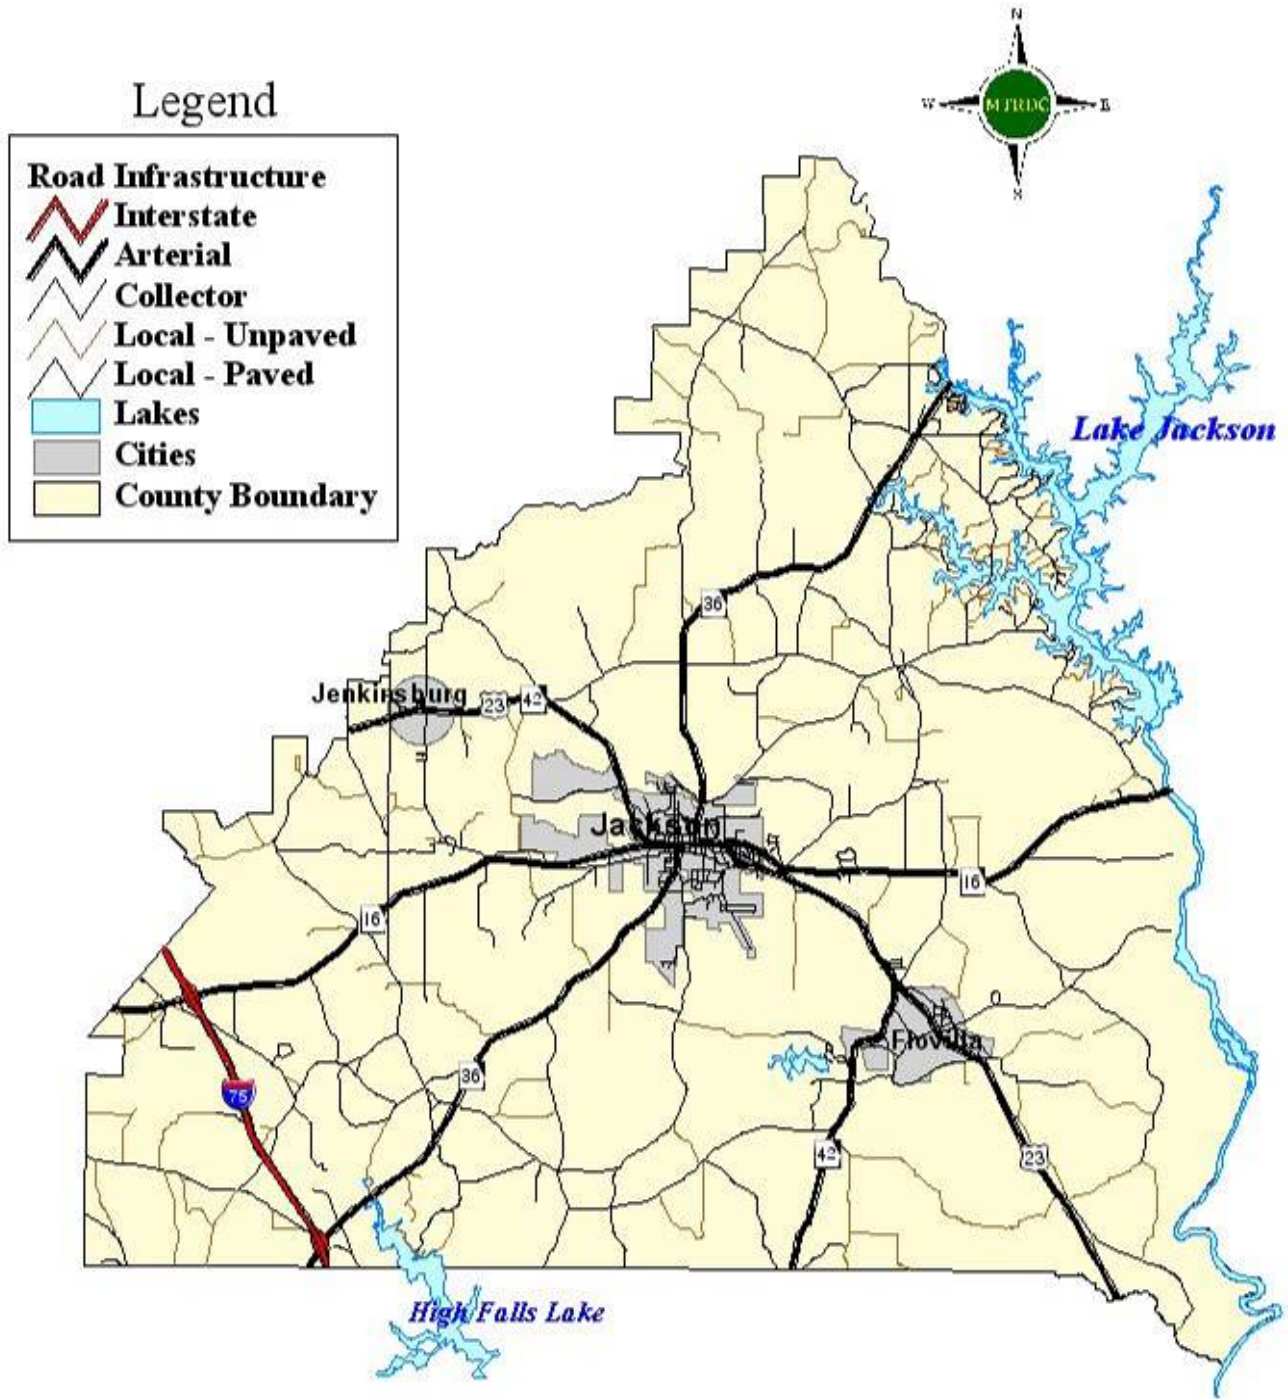 N
W MTRDC E
S
Legend
Road Infrastructure
Interstate
Arterial
Collector
Local - Unpaved
Local - Paved
Lakes
Cities
County Boundary
Lake Jackson
36
Jenkinsburg
23
42
Jackson
16
16
Flovilla
36
75
42
23
High Falls Lake